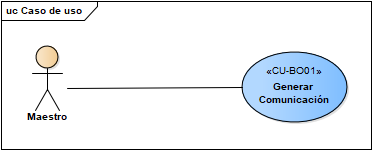 uc Caso de uso
«CU-BO01»
Generar
Comunicación
Maestro